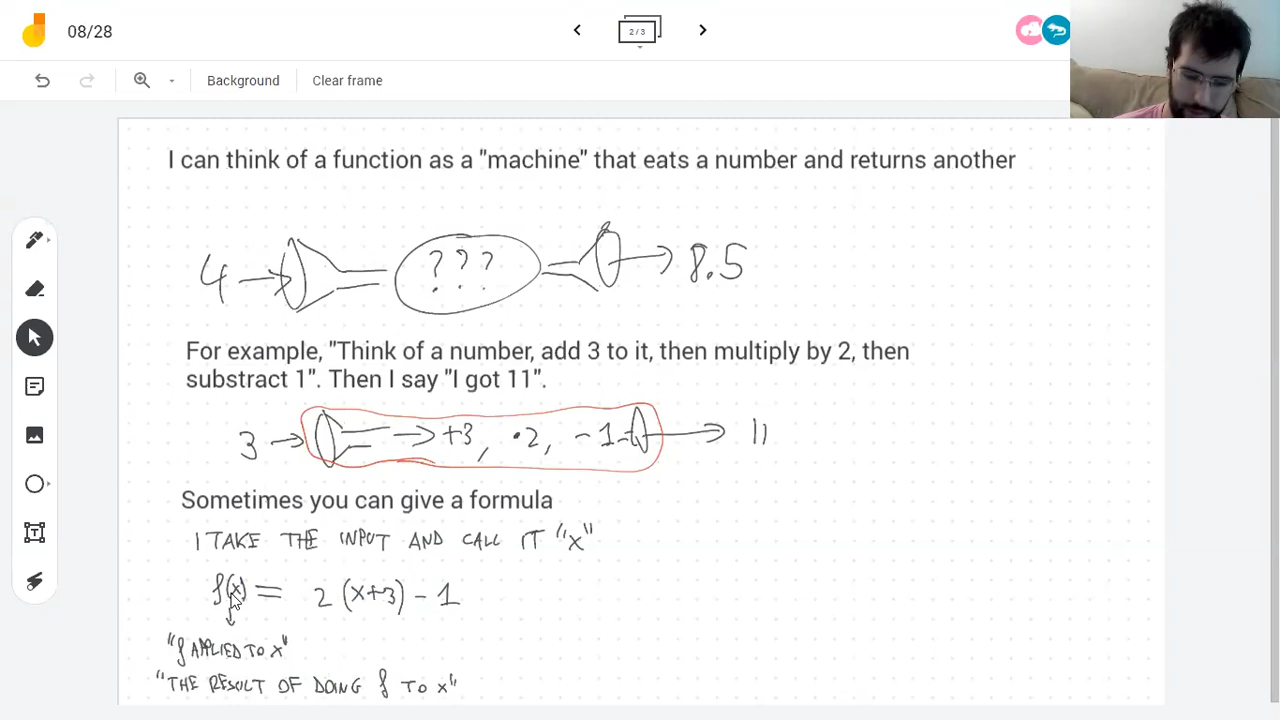 08/28
2 / 3
Background
Clear frame
I can think of a function as a "machine" that eats a number and returns another
4 → ??? → 8.5
For example, "Think of a number, add 3 to it, then multiply by 2, then
substract 1". Then I say "I got 11".
3 → → +3, •2, -1 → 11
Sometimes you can give a formula
I TAKE THE INPUT AND CALL IT "X"
f(x) = 2 (x+3) - 1
"f APPLIED TO X"
"THE RESULT OF DOING f TO X"